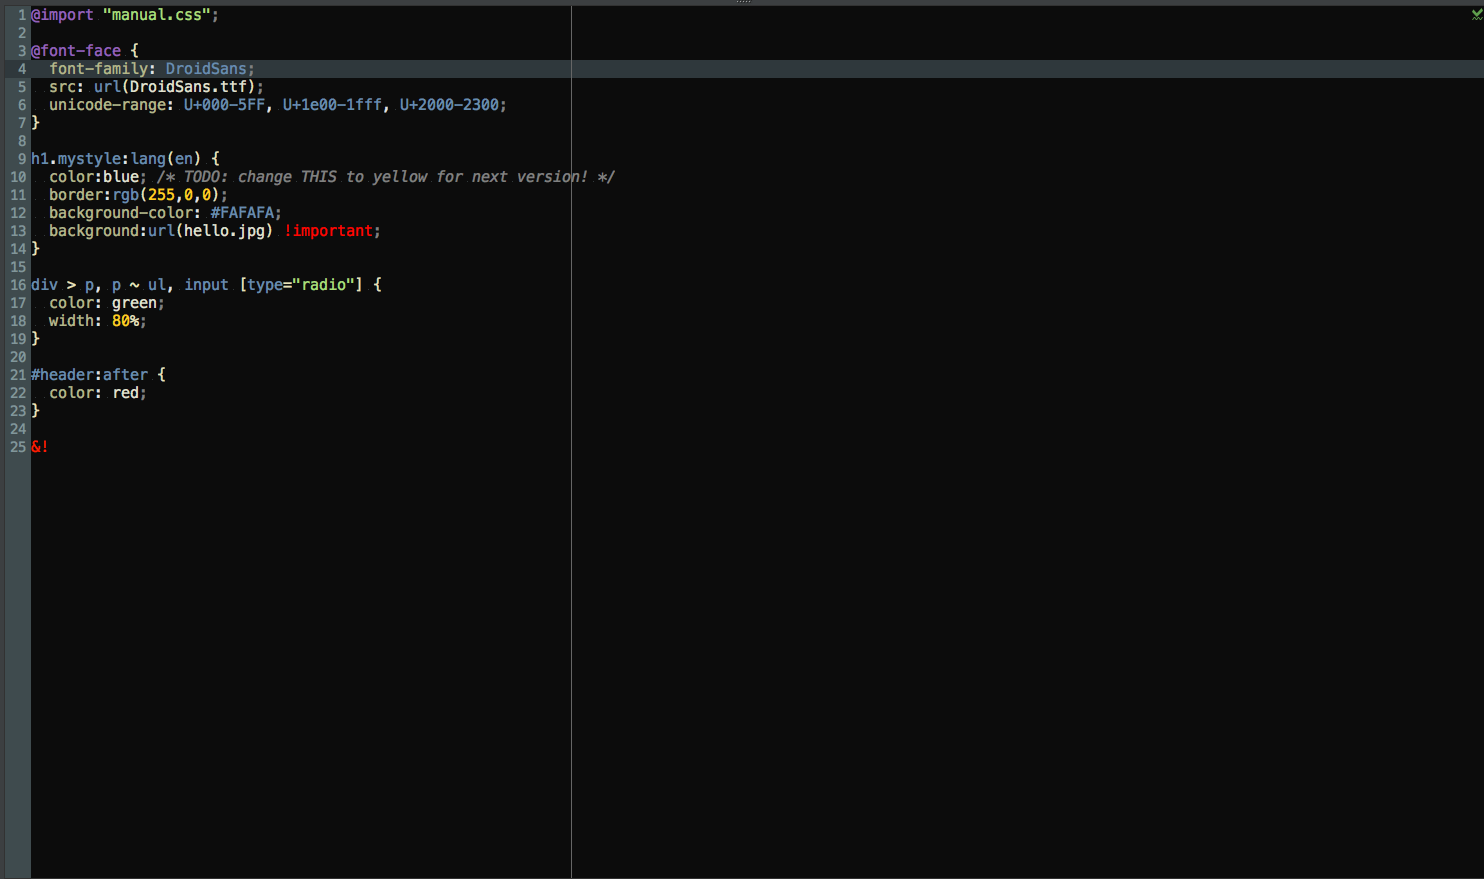 1 @import "manual.css";
2
3 @font-face {
4   font-family: DroidSans;
5   src: url(DroidSans.ttf);
6   unicode-range: U+000-5FF, U+1e00-1fff, U+2000-2300;
7 }
8
9 h1.mystyle:lang(en) {
10   color:blue; /* TODO: change THIS to yellow for next version! */
11   border:rgb(255,0,0);
12   background-color: #FAFAFA;
13   background:url(hello.jpg) !important;
14 }
15
16 div > p, p ~ ul, input [type="radio"] {
17   color: green;
18   width: 80%;
19 }
20
21 #header:after {
22   color: red;
23 }
24
25 &!